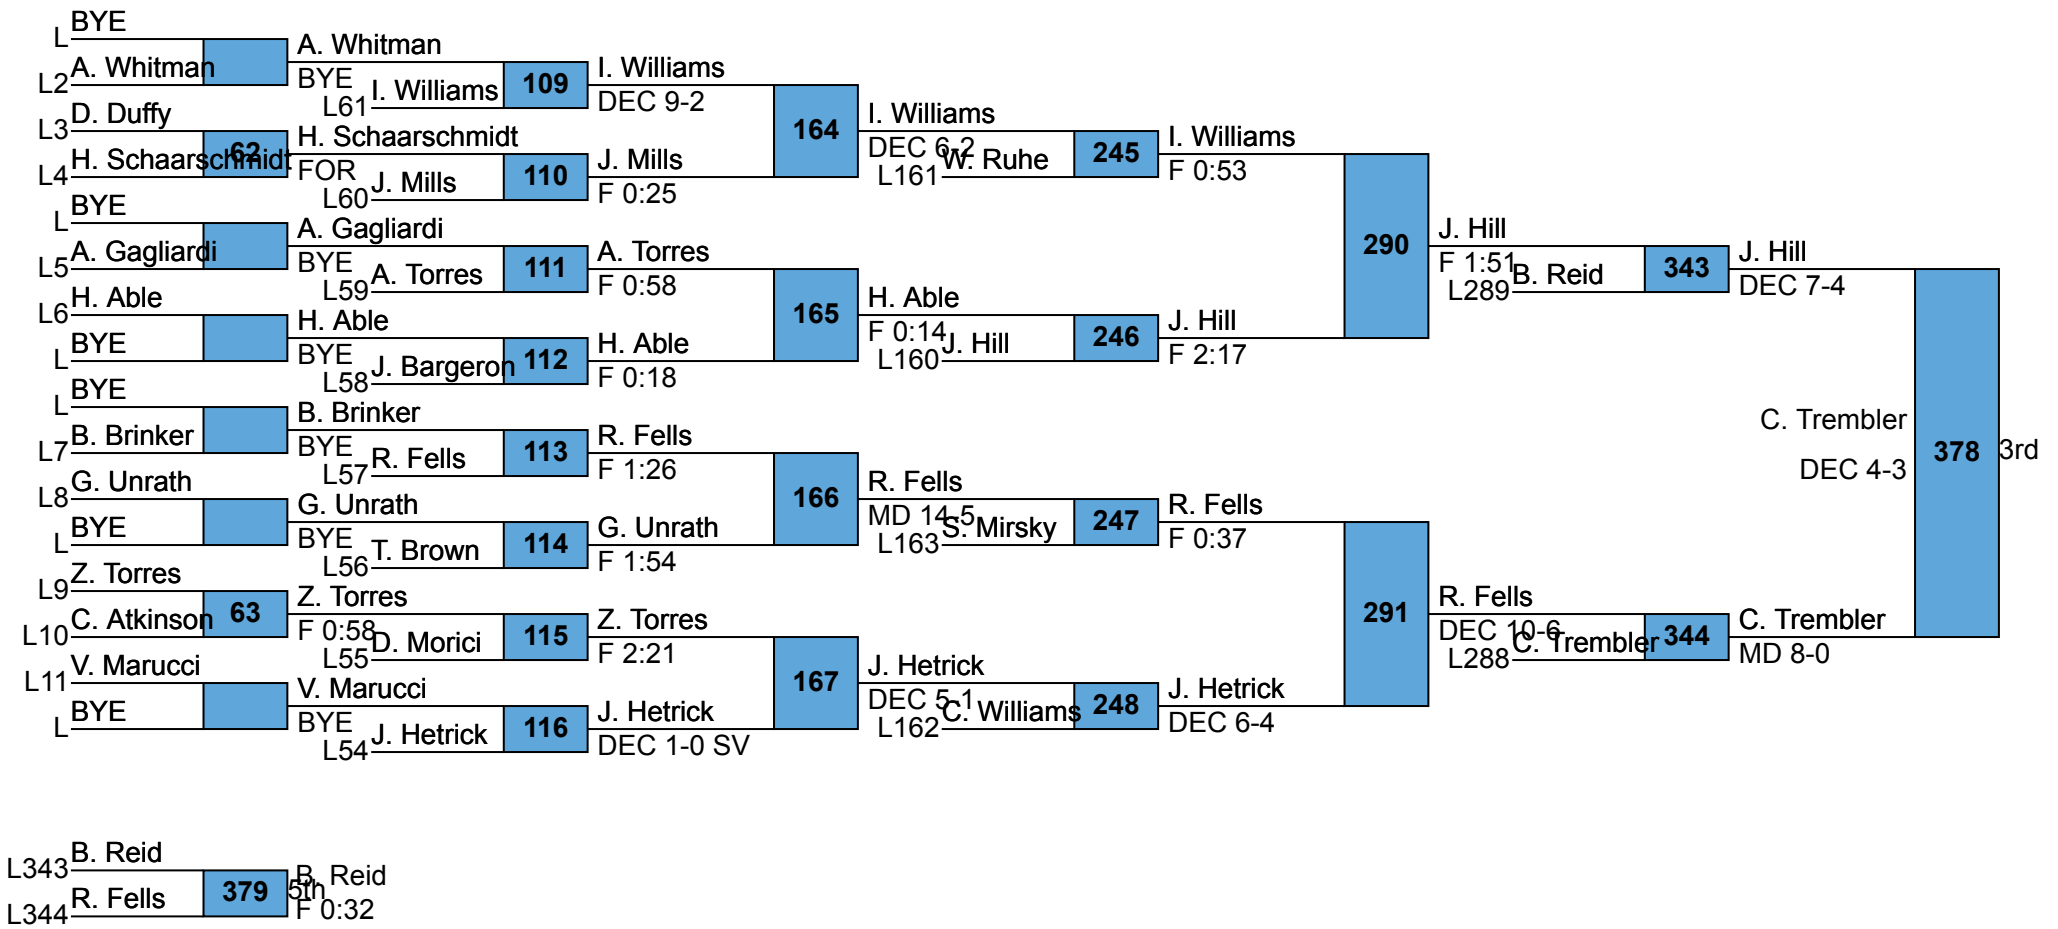 BYE
L
A. Whitman
L2
D. Duffy
L3
H. Schaarschmidt
L4
62
BYE
L
A. Gagliardi
L5
H. Able
L6
BYE
L
BYE
L
B. Brinker
L7
G. Unrath
L8
BYE
L
Z. Torres
L9
C. Atkinson
L10
63
V. Marucci
L11
BYE
L
A. Whitman
BYE
I. Williams
L61
109
H. Schaarschmidt
FOR
J. Mills
L60
110
A. Gagliardi
BYE
A. Torres
L59
111
H. Able
BYE
J. Bargeron
L58
112
B. Brinker
BYE
R. Fells
L57
113
G. Unrath
BYE
T. Brown
L56
114
Z. Torres
F 0:58
D. Morici
L55
115
V. Marucci
BYE
J. Hetrick
L54
116
I. Williams
DEC 9-2
164
J. Mills
F 0:25
A. Torres
F 0:58
165
H. Able
F 0:18
R. Fells
F 1:26
166
G. Unrath
F 1:54
Z. Torres
F 2:21
167
J. Hetrick
DEC 1-0 SV
I. Williams
DEC 6-2
W. Ruhe
L161
245
H. Able
F 0:14
J. Hill
L160
246
R. Fells
MD 14-5
S. Mirsky
L163
247
J. Hetrick
DEC 5-1
C. Williams
L162
248
I. Williams
F 0:53
290
J. Hill
F 2:17
R. Fells
F 0:37
291
J. Hetrick
DEC 6-4
J. Hill
F 1:51
B. Reid
L289
343
R. Fells
DEC 10-6
C. Trembler
L288
344
J. Hill
DEC 7-4
C. Trembler
DEC 4-3
378
3rd
C. Trembler
MD 8-0
B. Reid
L343
R. Fells
L344
379
5th
B. Reid
F 0:32